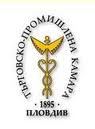 ТЪРГОВСКО-ПРОМИШЛЕНА КАМАРА
· 1895 ·
ПЛОВДИВ